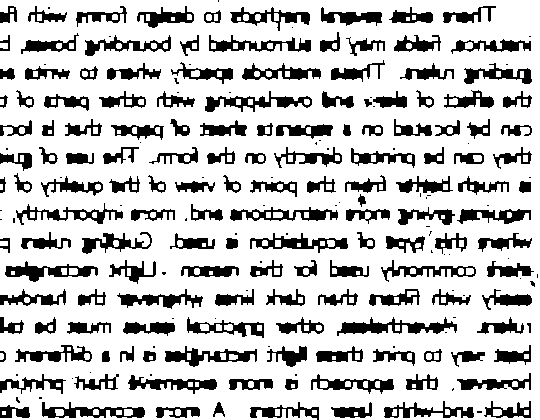 There exist several methods to design forms with fie
instance, fields may be surrounded by bounding boxes, b
guiding rulers. These methods specify where to write a
the effect of skew and overlapping with other parts of t
can be located on a separate sheet of paper that is loca
they can be printed directly on the form. The use of guid
is much better from the point of view of the quality of t
requires giving more instructions and, more importantly,
where this type of acquisition is used. Guiding rulers p
commonly used for this reason. Light rectangles
easily with filters than dark lines whenever the handwr
rulers. Nevertheless, other practical issues must be tak
best way to print these light rectangles is in a different c
however, this approach is more expensive than printing
black-and-white laser printers. A more economical and